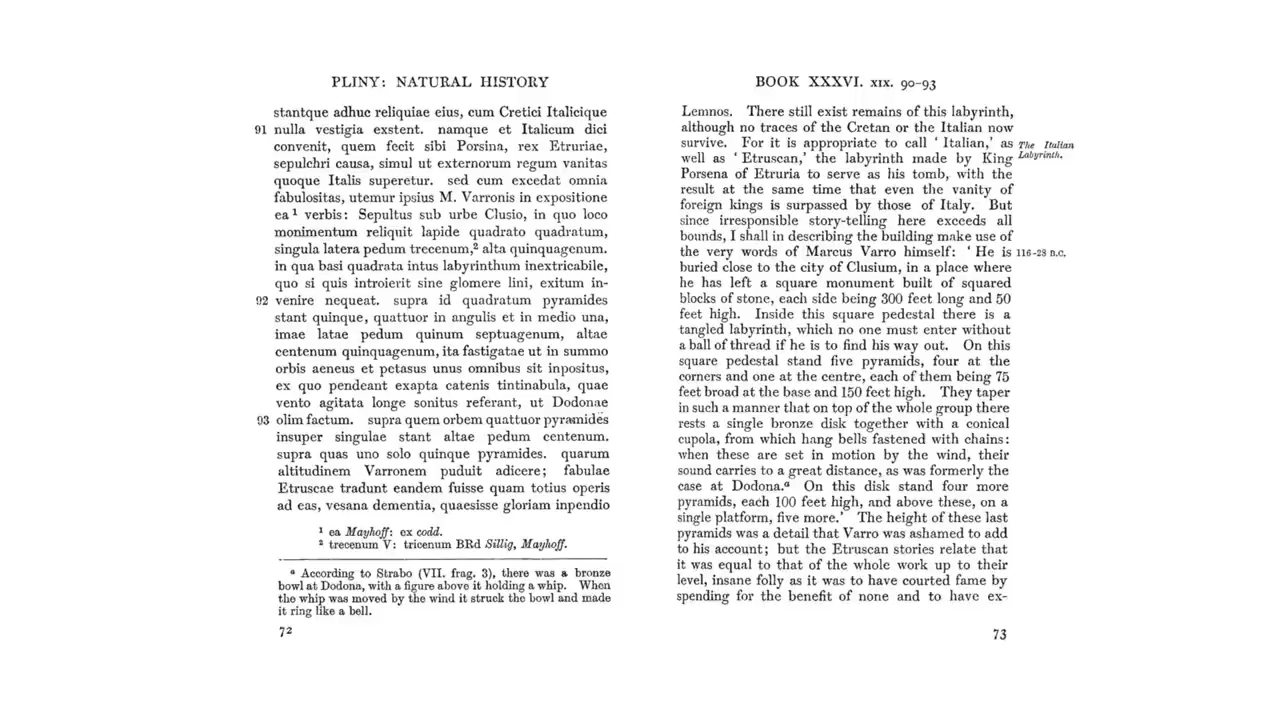 PLINY: NATURAL HISTORY
stantque adhuc reliquiae eius, cum Cretici Italicique
91 nulla vestigia exstent. namque et Italicum dici
convenit, quem fecit sibi Porsina, rex Etruriae,
sepulchri causa, simul ut externorum regum vanitas
quoque Italis superetur. sed cum excedat omnia
fabulositas, utemur ipsius M. Varronis in expositione
ea¹ verbis: Sepultus sub urbe Clusio, in quo loco
monimentum reliquit lapide quadrato quadratum,
singula latera pedum trecenum,² alta quinquagenum.
in qua basi quadrata intus labyrinthum inextricabile,
quo si quis introierit sine glomere lini, exitum in-
92 venire nequeat. supra id quadratum pyramides
stant quinque, quattuor in angulis et in medio una,
imae latae pedum quinum septuagenum, altae
centenum quinquagenum, ita fastigatae ut in summo
orbis aeneus et petasus unus omnibus sit inpositus,
ex quo pendeant exapta catenis tintinabula, quae
vento agitata longe sonitus referant, ut Dodonae
93 olim factum. supra quem orbem quattuor pyramides
insuper singulae stant altae pedum centenum.
supra quas uno solo quinque pyramides. quarum
altitudinem Varronem puduit adicere; fabulae
Etruscae tradunt eandem fuisse quam totius operis
ad eas, vesana dementia, quaesisse gloriam inpendio
¹ ea Mayhoff: ex codd.
² trecenum V: tricenum BRd Sillig, Mayhoff.
ᵃ According to Strabo (VII. frag. 3), there was a bronze
bowl at Dodona, with a figure above it holding a whip. When
the whip was moved by the wind it struck the bowl and made
it ring like a bell.
72
BOOK XXXVI. XIX. 90–93
Lemnos. There still exist remains of this labyrinth,
although no traces of the Cretan or the Italian now
survive. For it is appropriate to call ‘ Italian,’ as The Italian
well as ‘ Etruscan,’ the labyrinth made by King Labyrinth.
Porsena of Etruria to serve as his tomb, with the
result at the same time that even the vanity of
foreign kings is surpassed by those of Italy. But
since irresponsible story-telling here exceeds all
bounds, I shall in describing the building make use of
the very words of Marcus Varro himself: ‘ He is 116–28 B.C.
buried close to the city of Clusium, in a place where
he has left a square monument built of squared
blocks of stone, each side being 300 feet long and 50
feet high. Inside this square pedestal there is a
tangled labyrinth, which no one must enter without
a ball of thread if he is to find his way out. On this
square pedestal stand five pyramids, four at the
corners and one at the centre, each of them being 75
feet broad at the base and 150 feet high. They taper
in such a manner that on top of the whole group there
rests a single bronze disk together with a conical
cupola, from which hang bells fastened with chains:
when these are set in motion by the wind, their
sound carries to a great distance, as was formerly the
case at Dodona.ᵃ On this disk stand four more
pyramids, each 100 feet high, and above these, on a
single platform, five more.’ The height of these last
pyramids was a detail that Varro was ashamed to add
to his account; but the Etruscan stories relate that
it was equal to that of the whole work up to their
level, insane folly as it was to have courted fame by
spending for the benefit of none and to have ex-
73